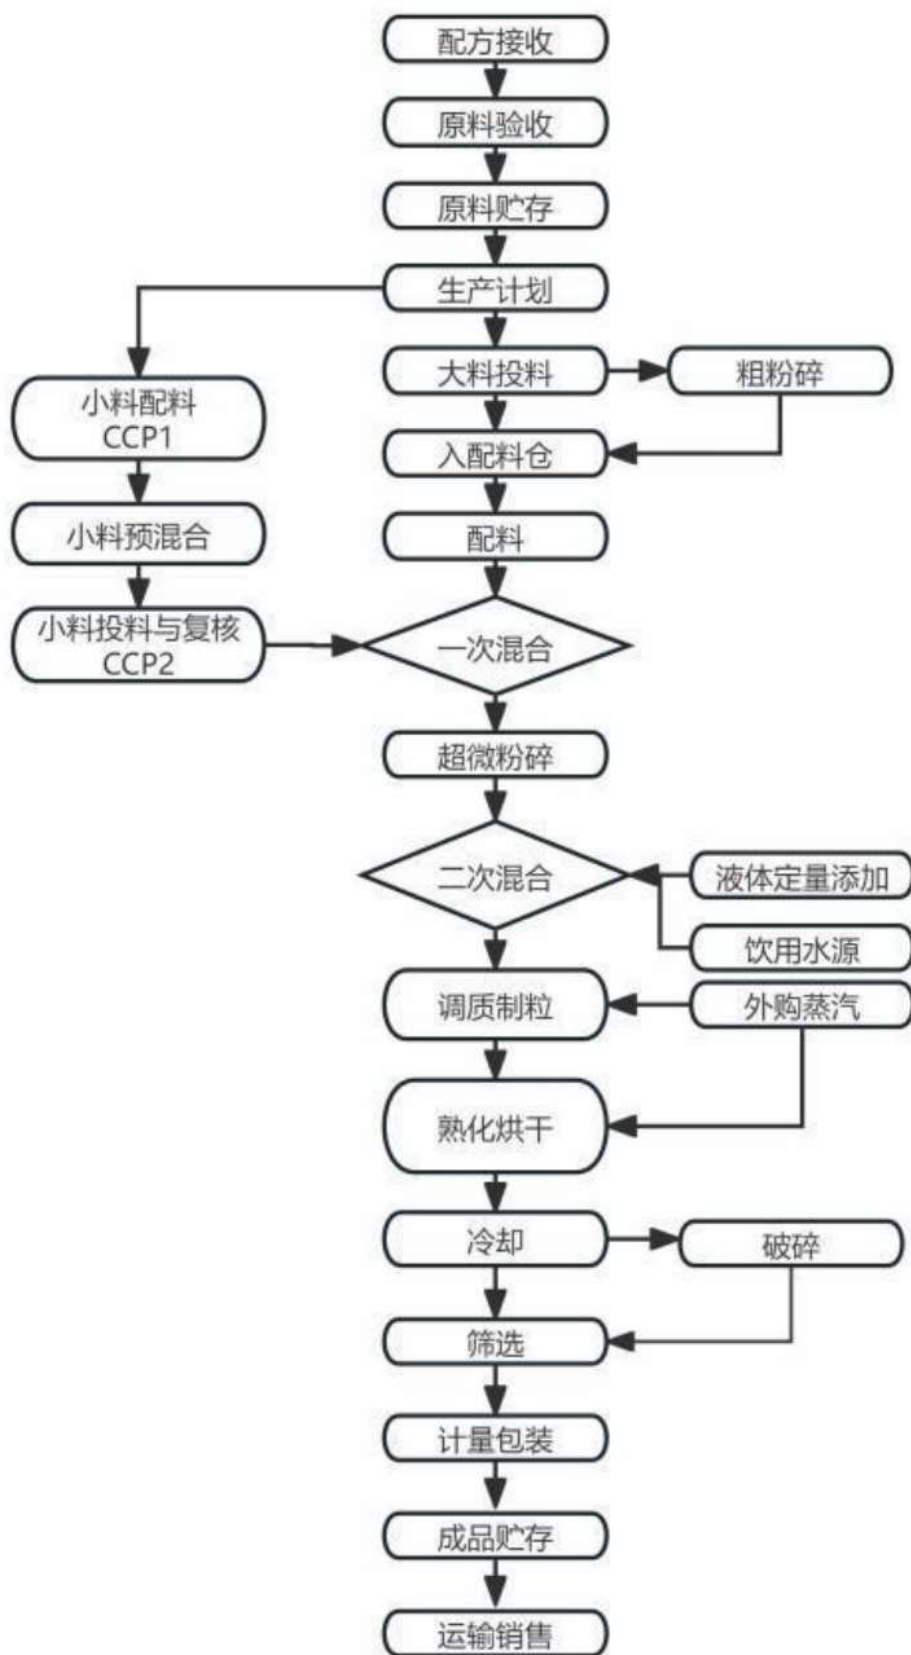 配方接收
原料验收
原料贮存
生产计划
大料投料
粗粉碎
小料配料
CCP1
入配料仓
小料预混合
配料
小料投料与复核
CCP2
一次混合
超微粉碎
二次混合
液体定量添加
饮用水源
调质制粒
外购蒸汽
熟化烘干
冷却
破碎
筛选
计量包装
成品贮存
运输销售